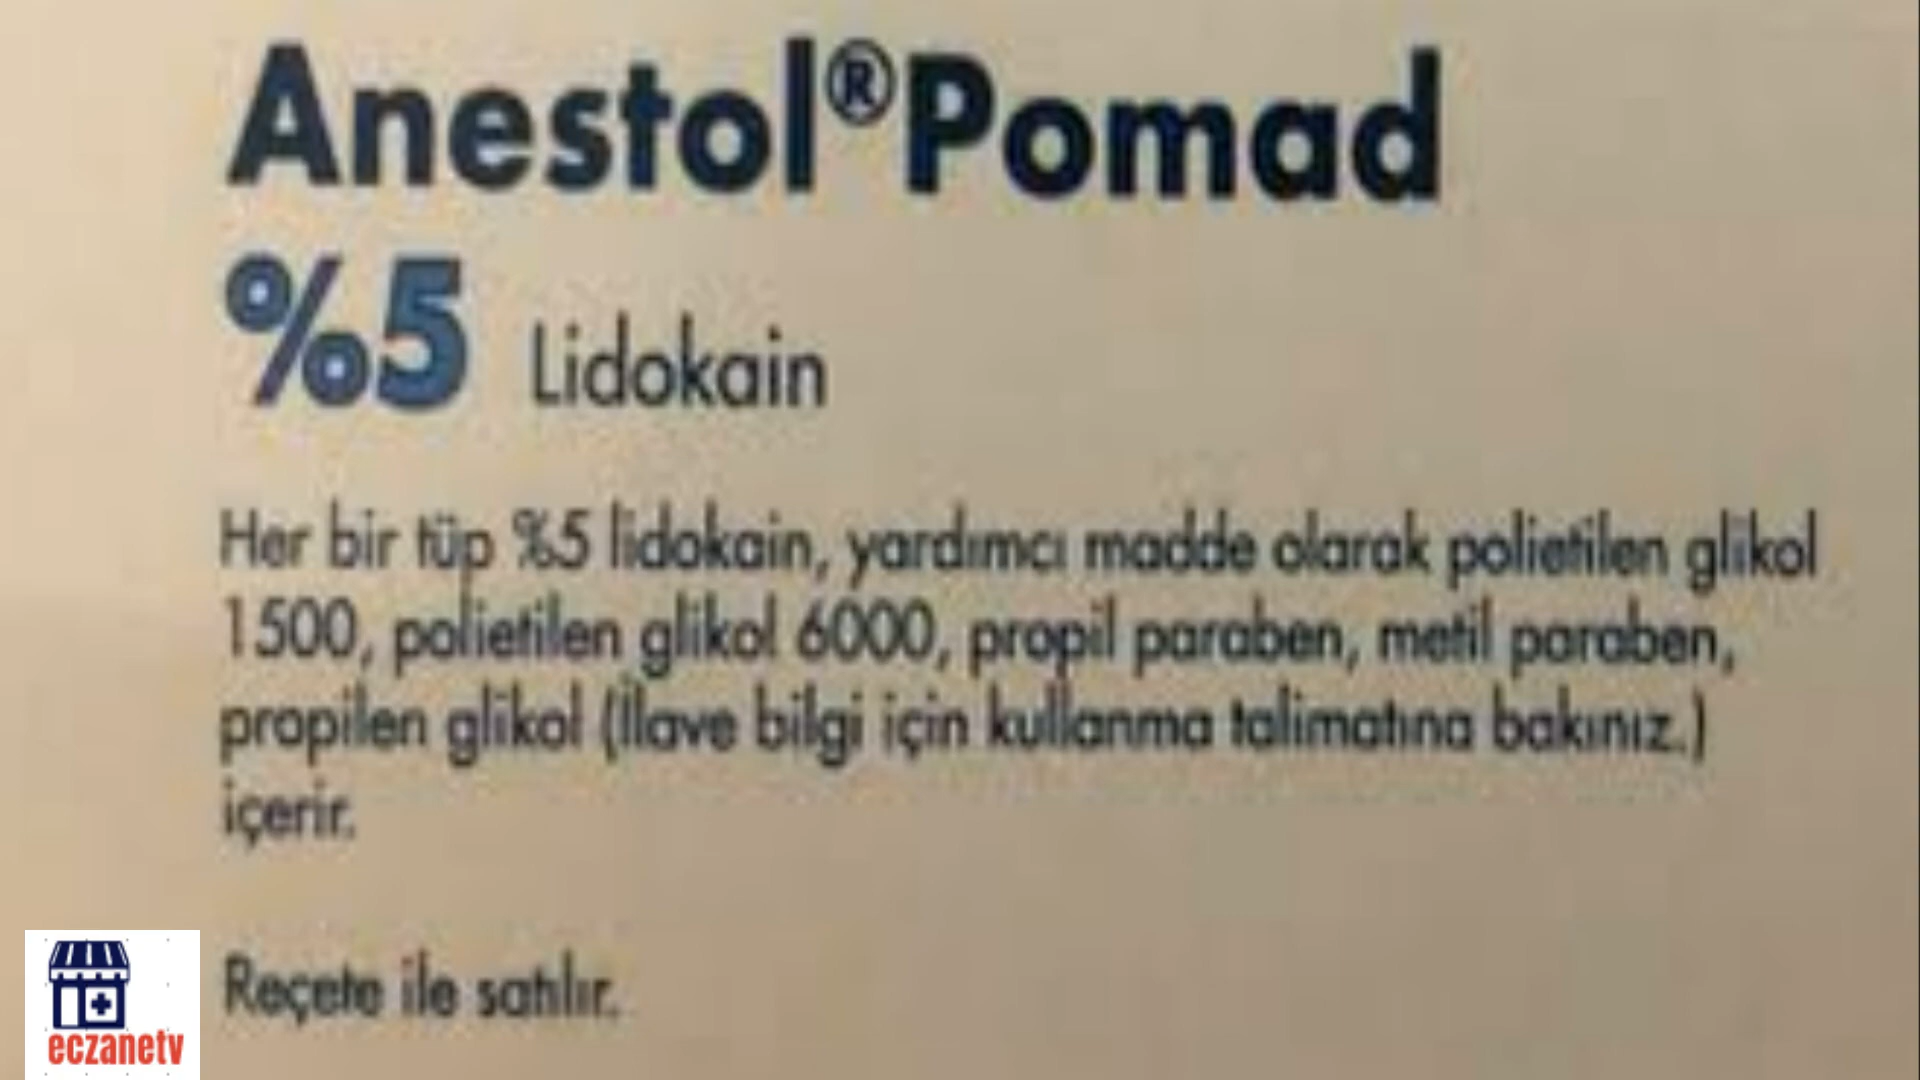 Anestol®Pomad
%5 Lidokain
Her bir tüp %5 lidokain, yardımcı madde olarak polietilen glikol
1500, polietilen glikol 6000, propil paraben, metil paraben,
propilen glikol (İlave bilgi için kullanma talimatına bakınız.)
içerir.
Reçete ile satılır.
eczanetv